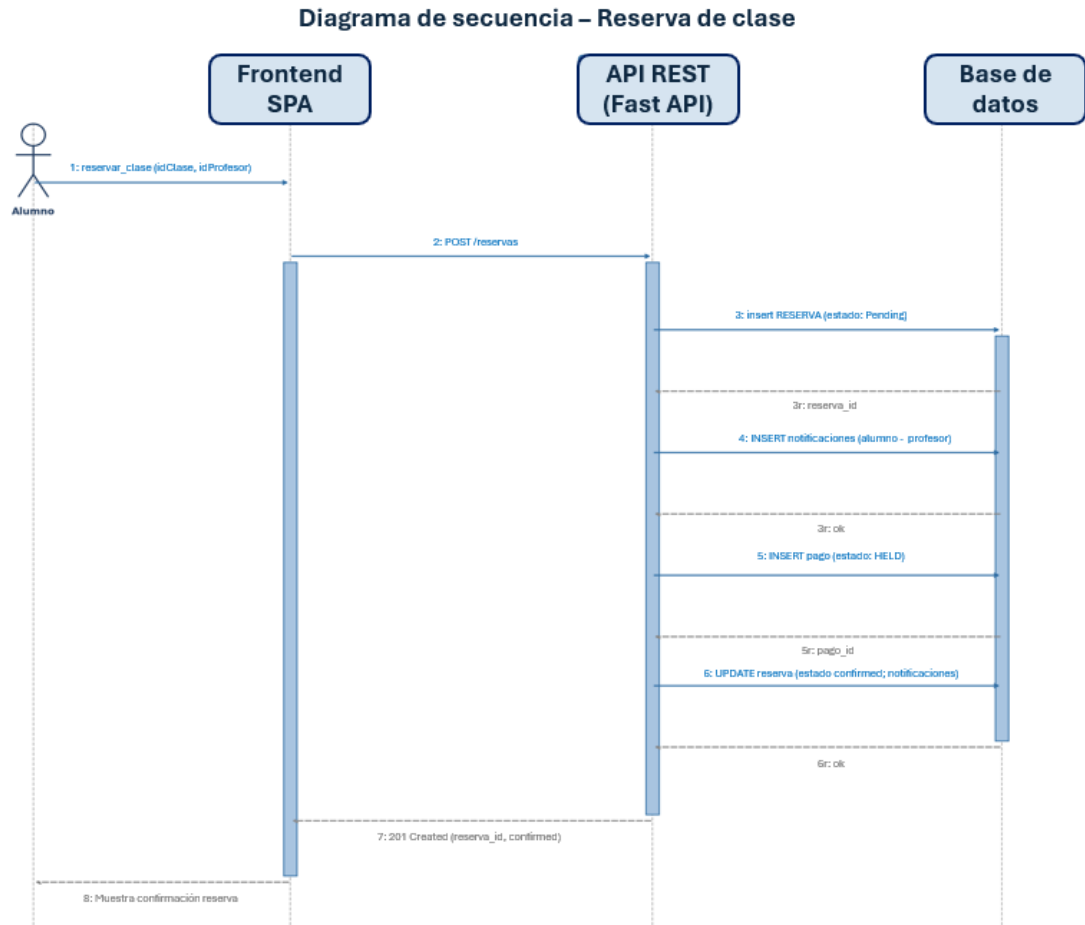 Diagrama de secuencia – Reserva de clase
Frontend
SPA
API REST
(Fast API)
Base de
datos
1: reservar_clase (idClase, idProfesor)
Alumno
2: POST /reservas
3: insert RESERVA (estado: Pending)
3r: reserva_id
4: INSERT notificaciones (alumno - profesor)
3r: ok
5: INSERT pago (estado: HELD)
5r: pago_id
6: UPDATE reserva (estado confirmed; notificaciones)
6r: ok
7: 201 Created (reserva_id, confirmed)
8: Muestra confirmación reserva